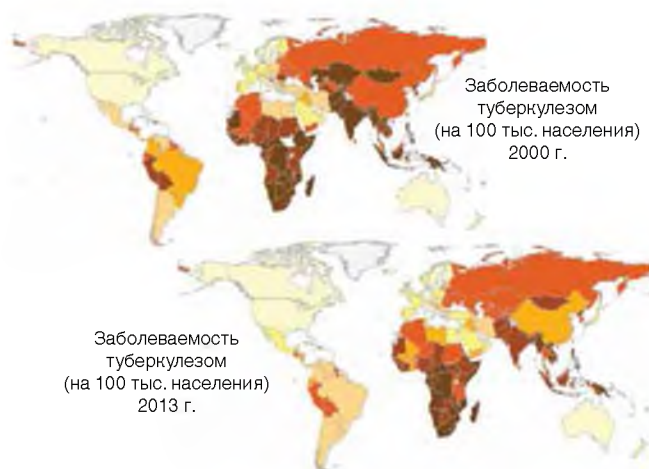 Заболеваемость
туберкулезом
(на 100 тыс. населения)
2000 г.
Заболеваемость
туберкулезом
(на 100 тыс. населения)
2013 г.